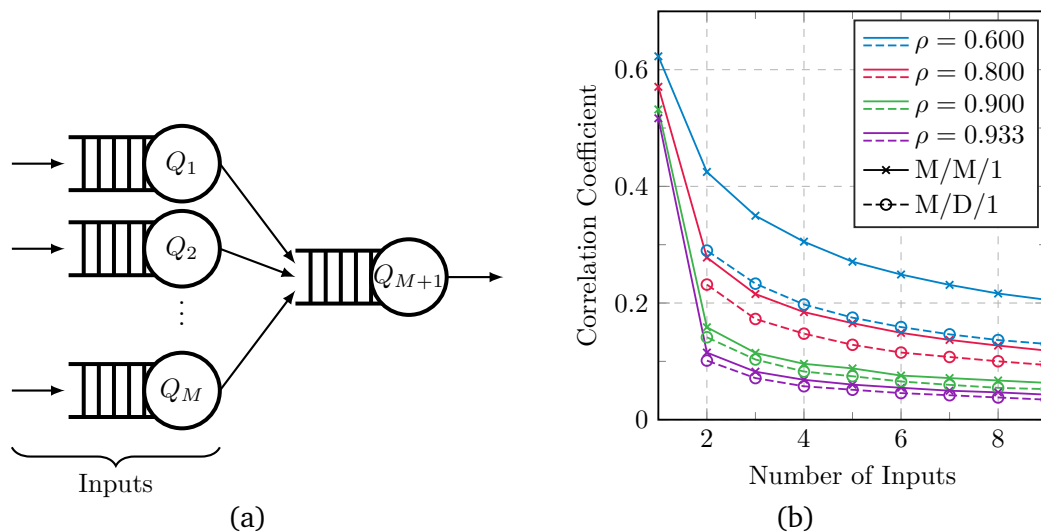 Q1
Q2
⋮
QM
QM+1
Inputs
(a)
Correlation Coefficient
0.6
0.4
0.2
0
2 4 6 8
Number of Inputs
ρ = 0.600
ρ = 0.800
ρ = 0.900
ρ = 0.933
M/M/1
M/D/1
(b)